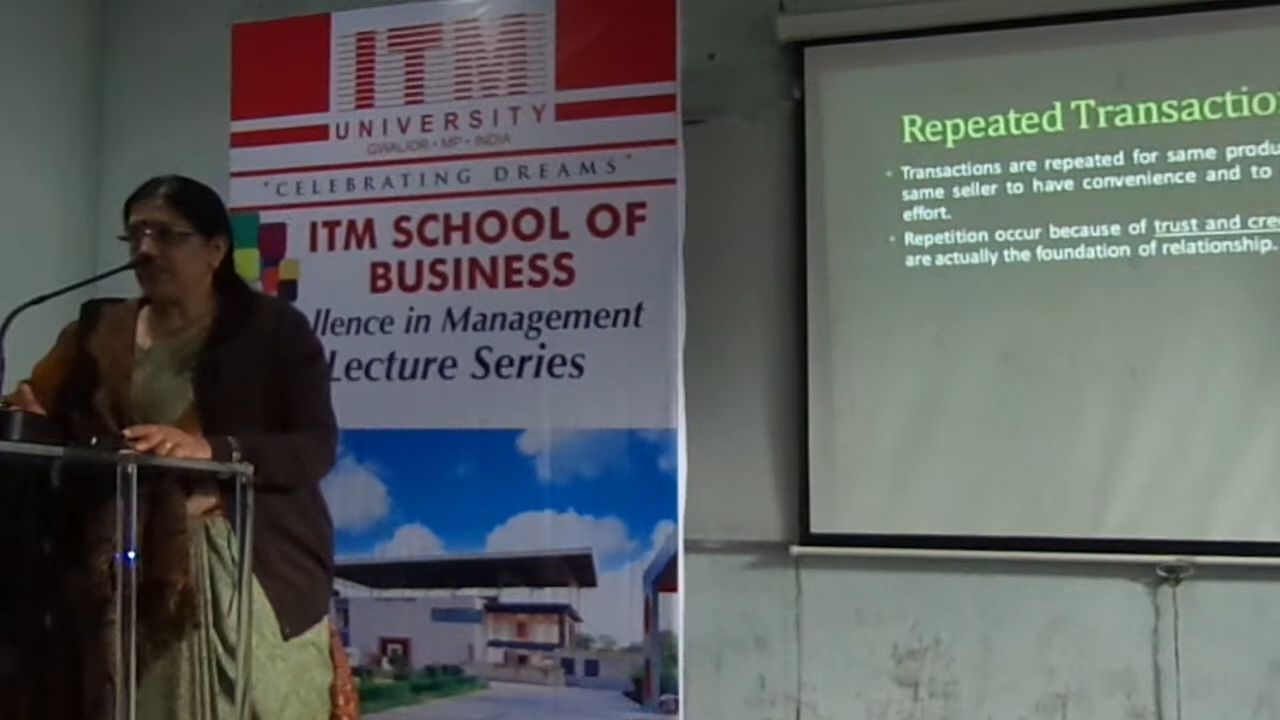 ITM
UNIVERSITY
GWALIOR • MP • INDIA
"CELEBRATING DREAMS"
ITM SCHOOL OF
BUSINESS
llence in Management
Lecture Series
Repeated Transactio
• Transactions are repeated for same produ
same seller to have convenience and to
effort.
• Repetition occur because of trust and cre
are actually the foundation of relationship.